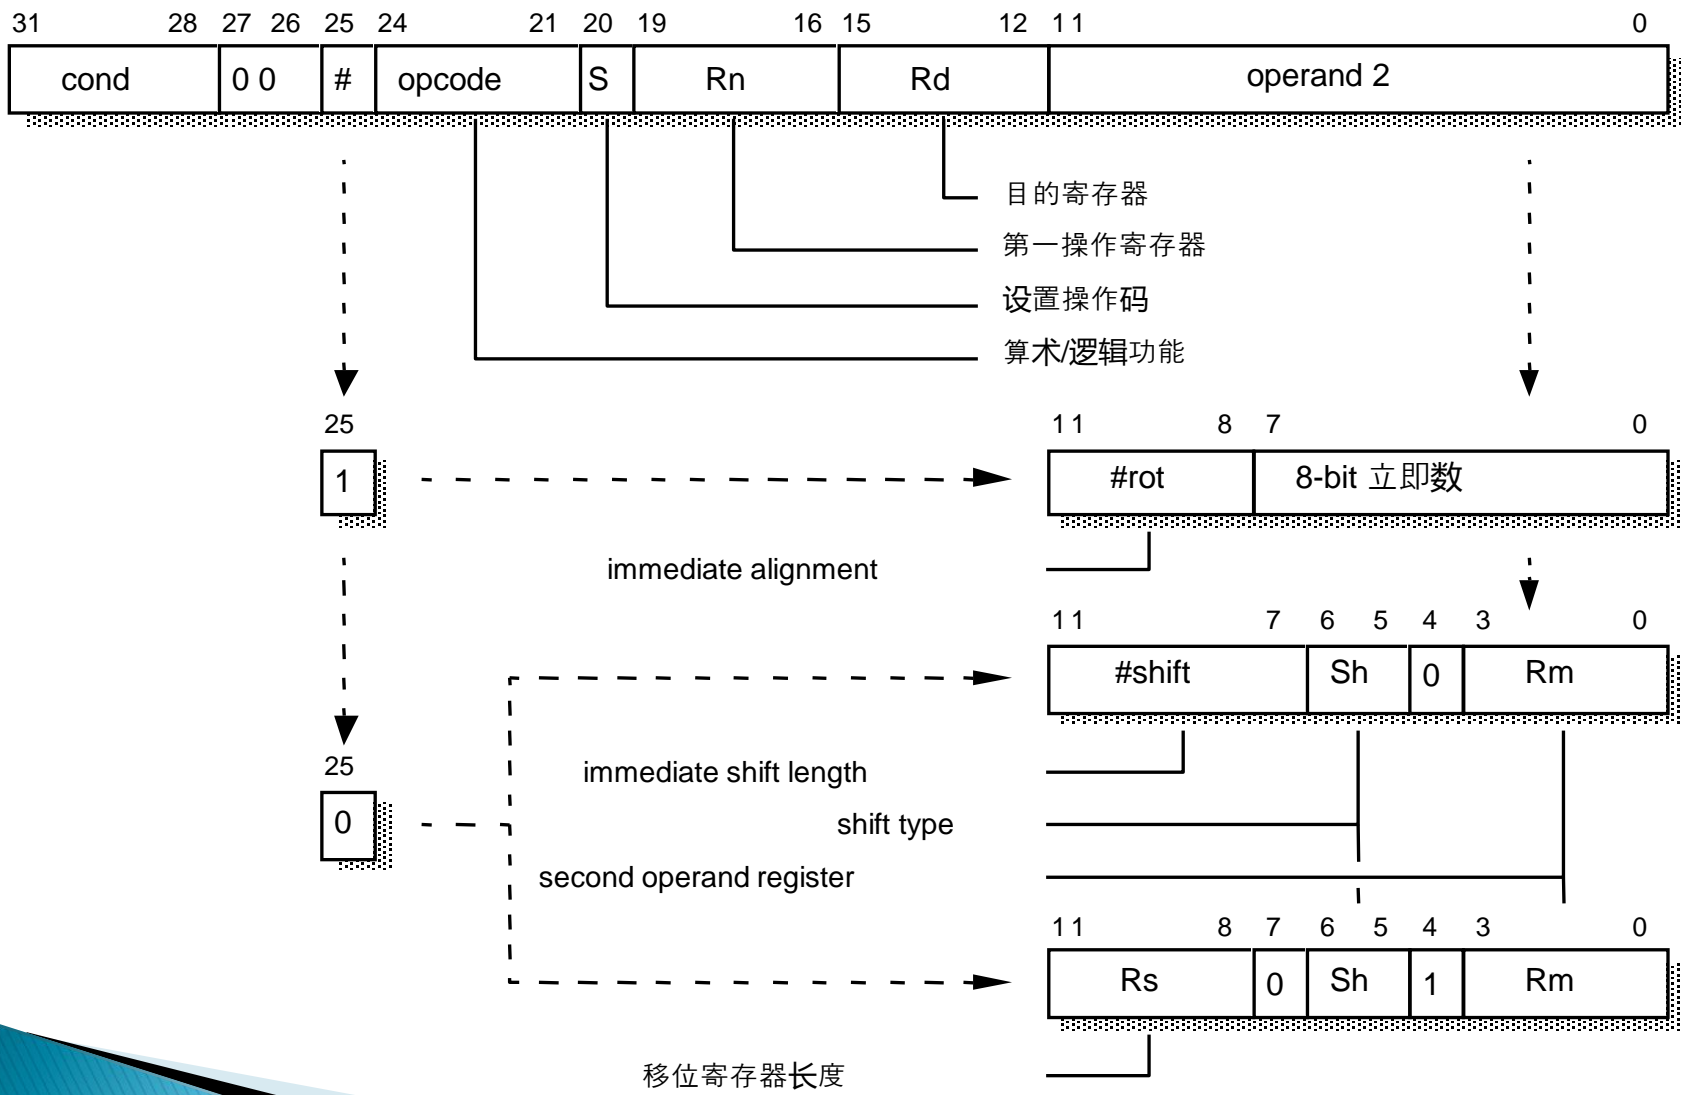 31 28 27 26 25 24 21 20 19 16 15 12 11 0
cond 0 0 # opcode S Rn Rd operand 2
目的寄存器
第一操作寄存器
设置操作码
算术/逻辑功能
25 11 8 7 0
1 #rot 8-bit 立即数
immediate alignment
11 7 6 5 4 3 0
#shift Sh 0 Rm
25 immediate shift length
0 shift type
second operand register
11 8 7 6 5 4 3 0
Rs 0 Sh 1 Rm
移位寄存器长度